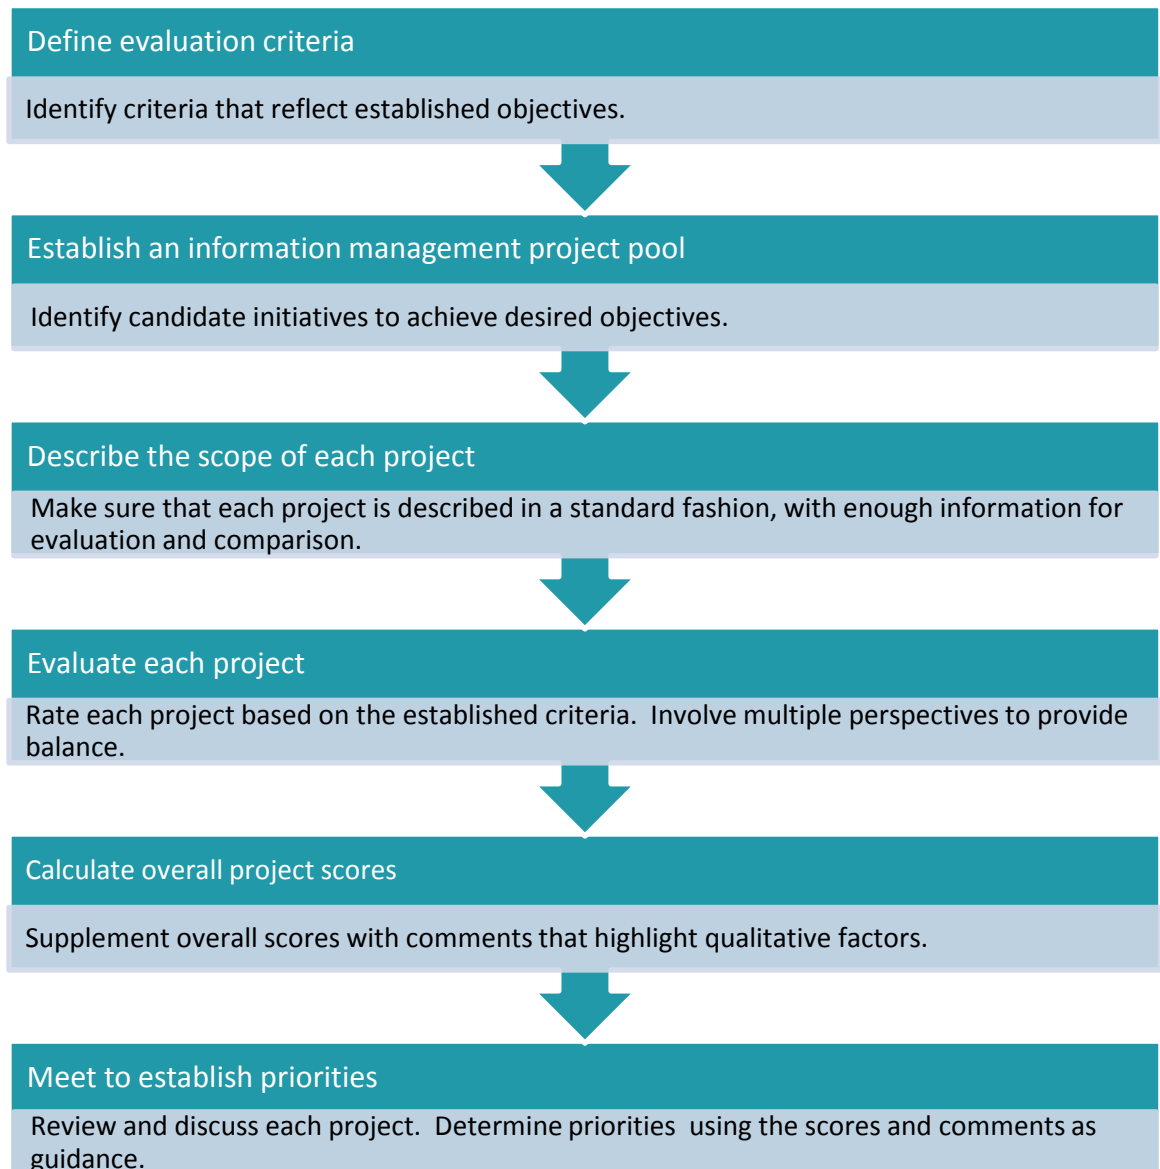 Define evaluation criteria
Identify criteria that reflect established objectives.
Establish an information management project pool
Identify candidate initiatives to achieve desired objectives.
Describe the scope of each project
Make sure that each project is described in a standard fashion, with enough information for
evaluation and comparison.
Evaluate each project
Rate each project based on the established criteria.  Involve multiple perspectives to provide
balance.
Calculate overall project scores
Supplement overall scores with comments that highlight qualitative factors.
Meet to establish priorities
Review and discuss each project.  Determine priorities  using the scores and comments as
guidance.